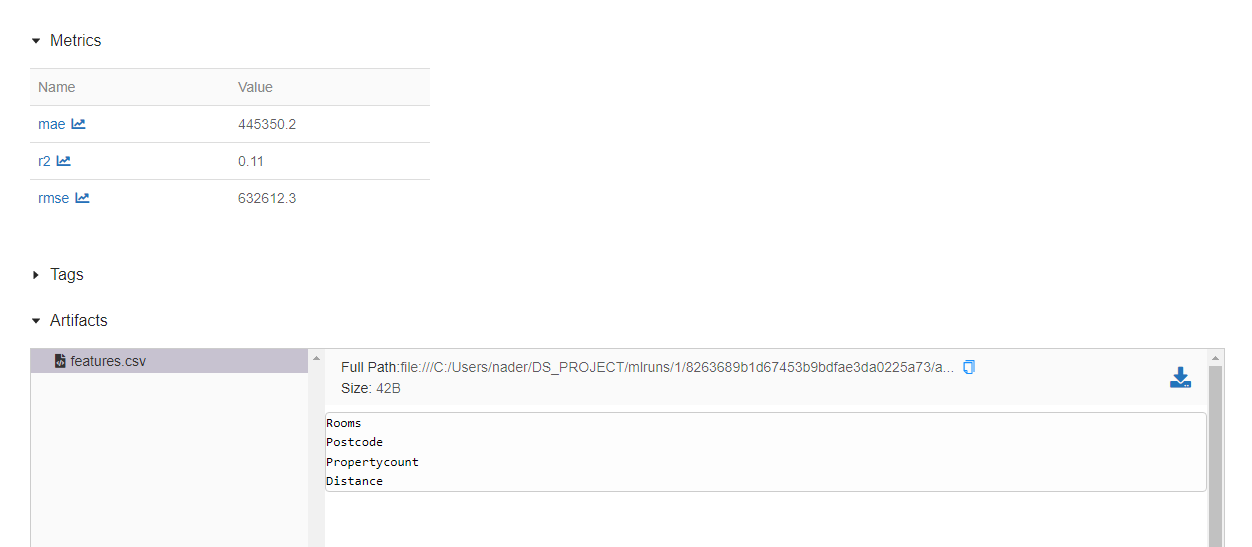 Metrics
Name Value
mae 445350.2
r2 0.11
rmse 632612.3
Tags
Artifacts
features.csv
Full Path:file:///C:/Users/nader/DS_PROJECT/mlruns/1/8263689b1d67453b9bdfae3da0225a73/a...
Size: 42B
Rooms
Postcode
Propertycount
Distance